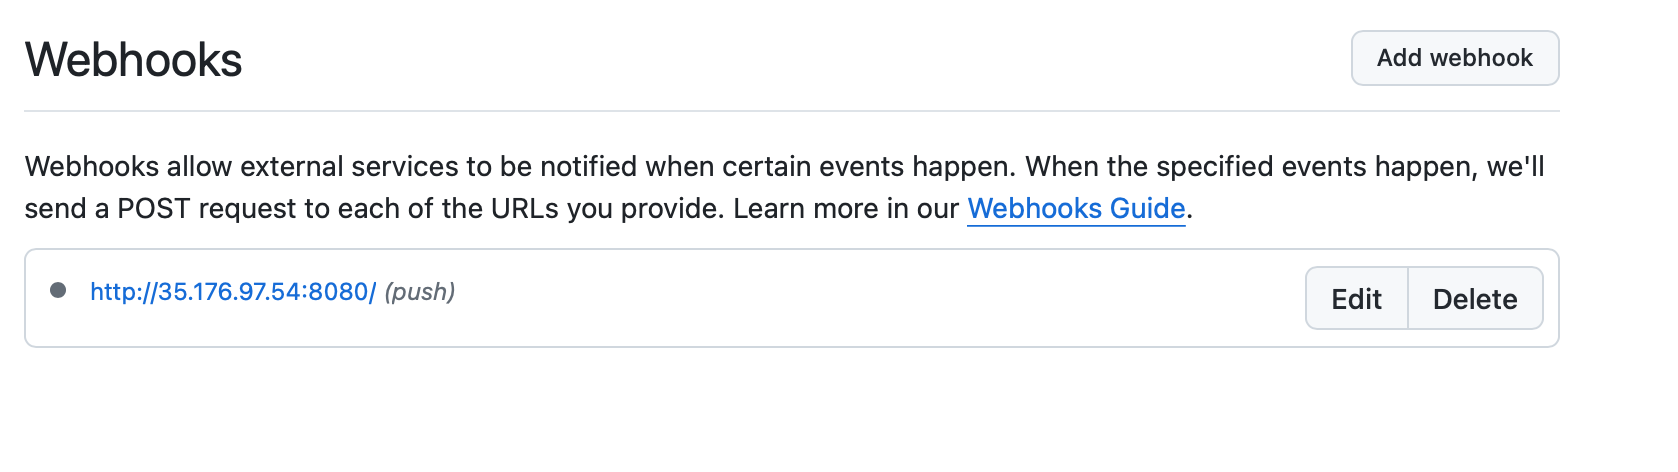 Webhooks
Add webhook
Webhooks allow external services to be notified when certain events happen. When the specified events happen, we'll
send a POST request to each of the URLs you provide. Learn more in our Webhooks Guide.
http://35.176.97.54:8080/ (push)
Edit
Delete